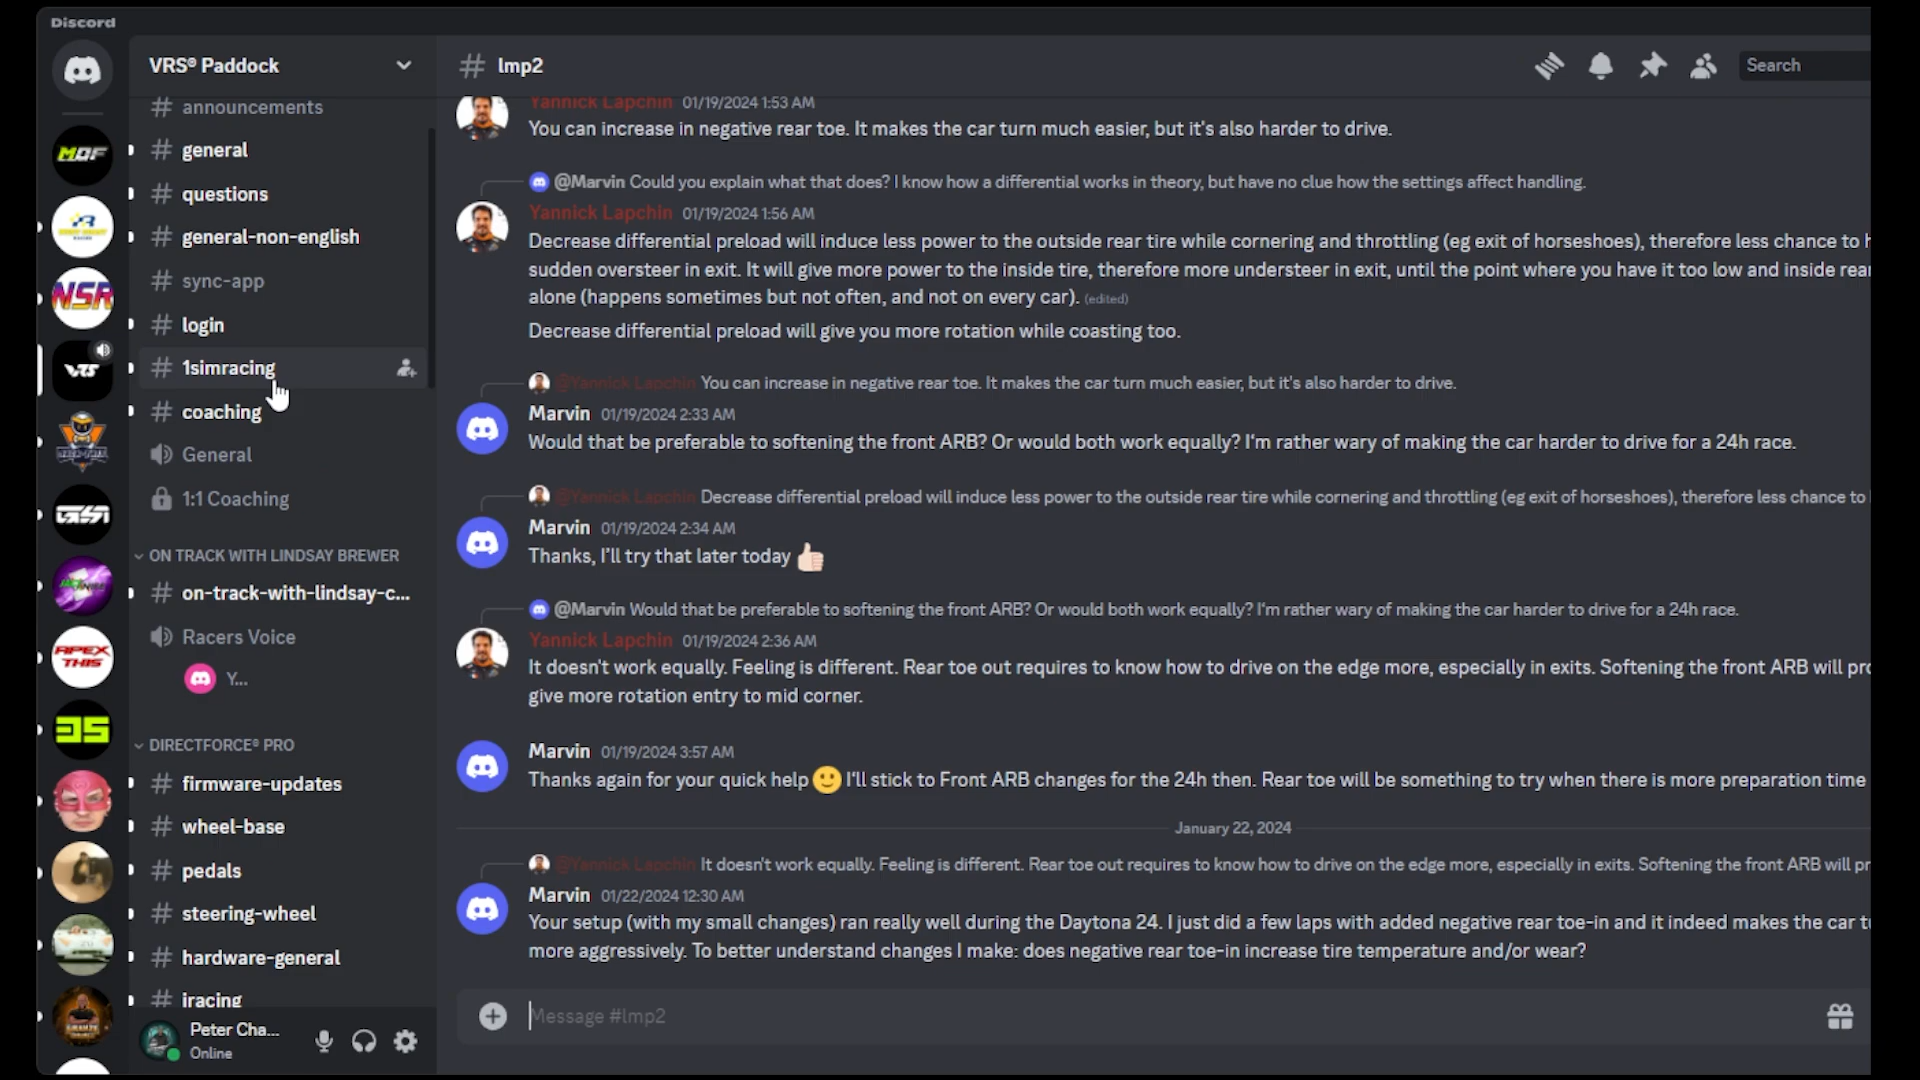 Discord
VRS® Paddock
# lmp2
Search
# announcements
# general
# questions
# general-non-english
# sync-app
# login
# 1simracing
# coaching
General
1:1 Coaching
ON TRACK WITH LINDSAY BREWER
# on-track-with-lindsay-c...
Racers Voice
Y...
DIRECTFORCE® PRO
# firmware-updates
# wheel-base
# pedals
# steering-wheel
# hardware-general
# iracing
Peter Cha...
Online
MOF
NSR
VRS
GSI
APEX
THIS
Yannick Lapchin 01/19/2024 1:53 AM
You can increase in negative rear toe. It makes the car turn much easier, but it's also harder to drive.
@Marvin Could you explain what that does? I know how a differential works in theory, but have no clue how the settings affect handling.
Yannick Lapchin 01/19/2024 1:56 AM
Decrease differential preload will induce less power to the outside rear tire while cornering and throttling (eg exit of horseshoes), therefore less chance to
sudden oversteer in exit. It will give more power to the inside tire, therefore more understeer in exit, until the point where you have it too low and inside
alone (happens sometimes but not often, and not on every car). (edited)
Decrease differential preload will give you more rotation while coasting too.
@Yannick Lapchin You can increase in negative rear toe. It makes the car turn much easier, but it's also harder to drive.
Marvin 01/19/2024 2:33 AM
Would that be preferable to softening the front ARB? Or would both work equally? I'm rather wary of making the car harder to drive for a 24h race.
@Yannick Lapchin Decrease differential preload will induce less power to the outside rear tire while cornering and throttling (eg exit of horseshoes), therefore less chance to
Marvin 01/19/2024 2:34 AM
Thanks, I'll try that later today 👍🏻
@Marvin Would that be preferable to softening the front ARB? Or would both work equally? I'm rather wary of making the car harder to drive for a 24h race.
Yannick Lapchin 01/19/2024 2:36 AM
It doesn't work equally. Feeling is different. Rear toe out requires to know how to drive on the edge more, especially in exits. Softening the front ARB will
give more rotation entry to mid corner.
Marvin 01/19/2024 3:57 AM
Thanks again for your quick help 🙂 I'll stick to Front ARB changes for the 24h then. Rear toe will be something to try when there is more preparation time
January 22, 2024
@Yannick Lapchin It doesn't work equally. Feeling is different. Rear toe out requires to know how to drive on the edge more, especially in exits. Softening the front ARB will
Marvin 01/22/2024 12:30 AM
Your setup (with my small changes) ran really well during the Daytona 24. I just did a few laps with added negative rear toe-in and it indeed makes the car
more aggressively. To better understand changes I make: does negative rear toe-in increase tire temperature and/or wear?
Message #lmp2